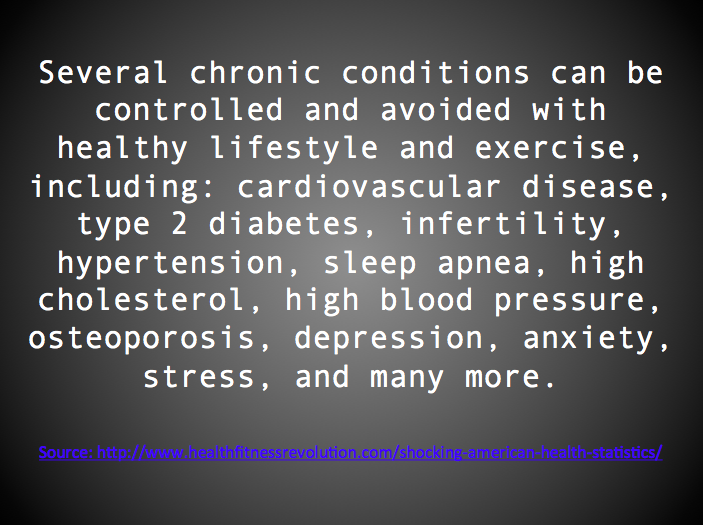 Several chronic conditions can be
controlled and avoided with
healthy lifestyle and exercise,
including: cardiovascular disease,
type 2 diabetes, infertility,
hypertension, sleep apnea, high
cholesterol, high blood pressure,
osteoporosis, depression, anxiety,
stress, and many more.
Source: http://www.healthfitnessrevolution.com/shocking-american-health-statistics/